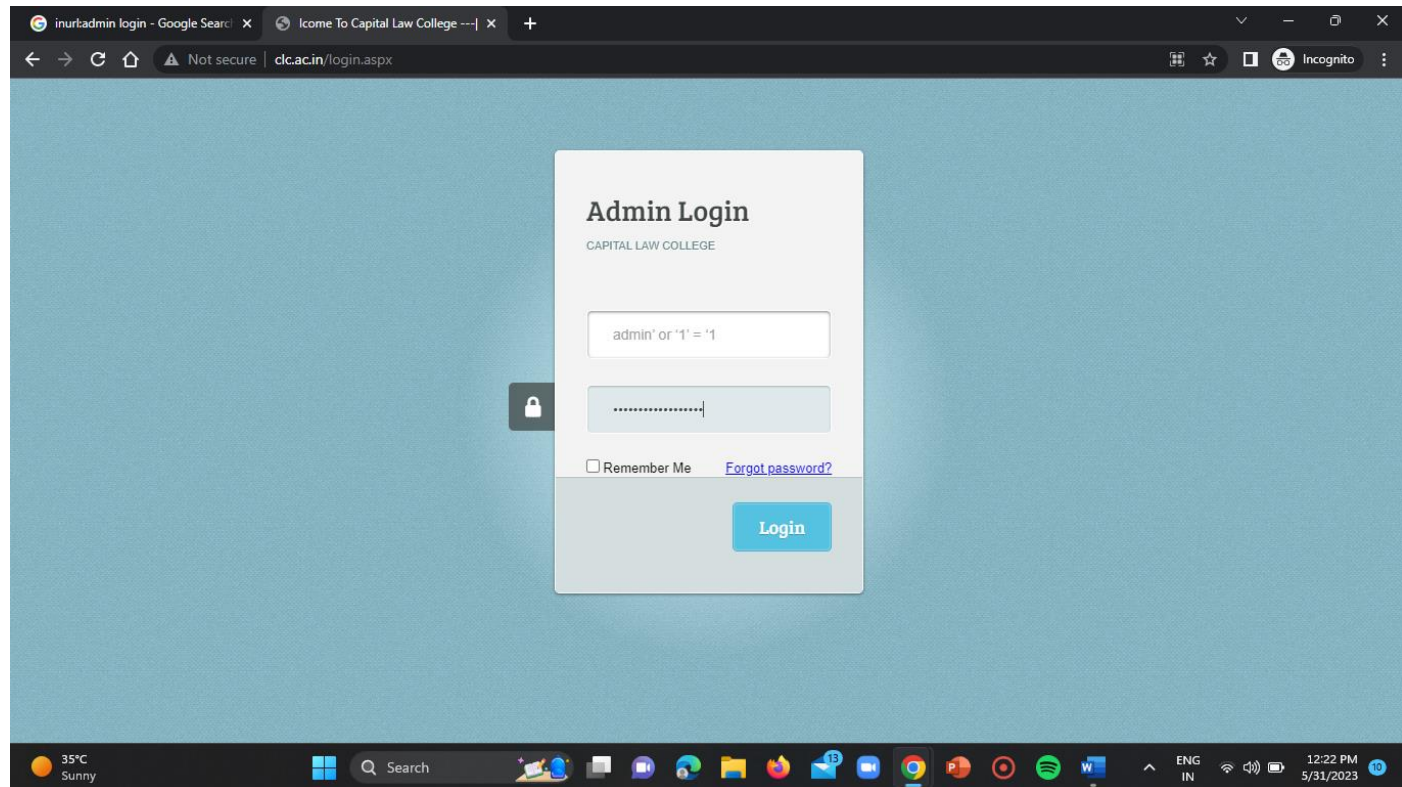 inurl:admin login - Google Searc
lcome To Capital Law College ---|
Not secure | clc.ac.in/login.aspx
Incognito
Admin Login
CAPITAL LAW COLLEGE
admin' or '1' = '1
Remember Me
Forgot password?
Login
35°C
Sunny
Search
13
ENG
IN
12:22 PM
5/31/2023
10